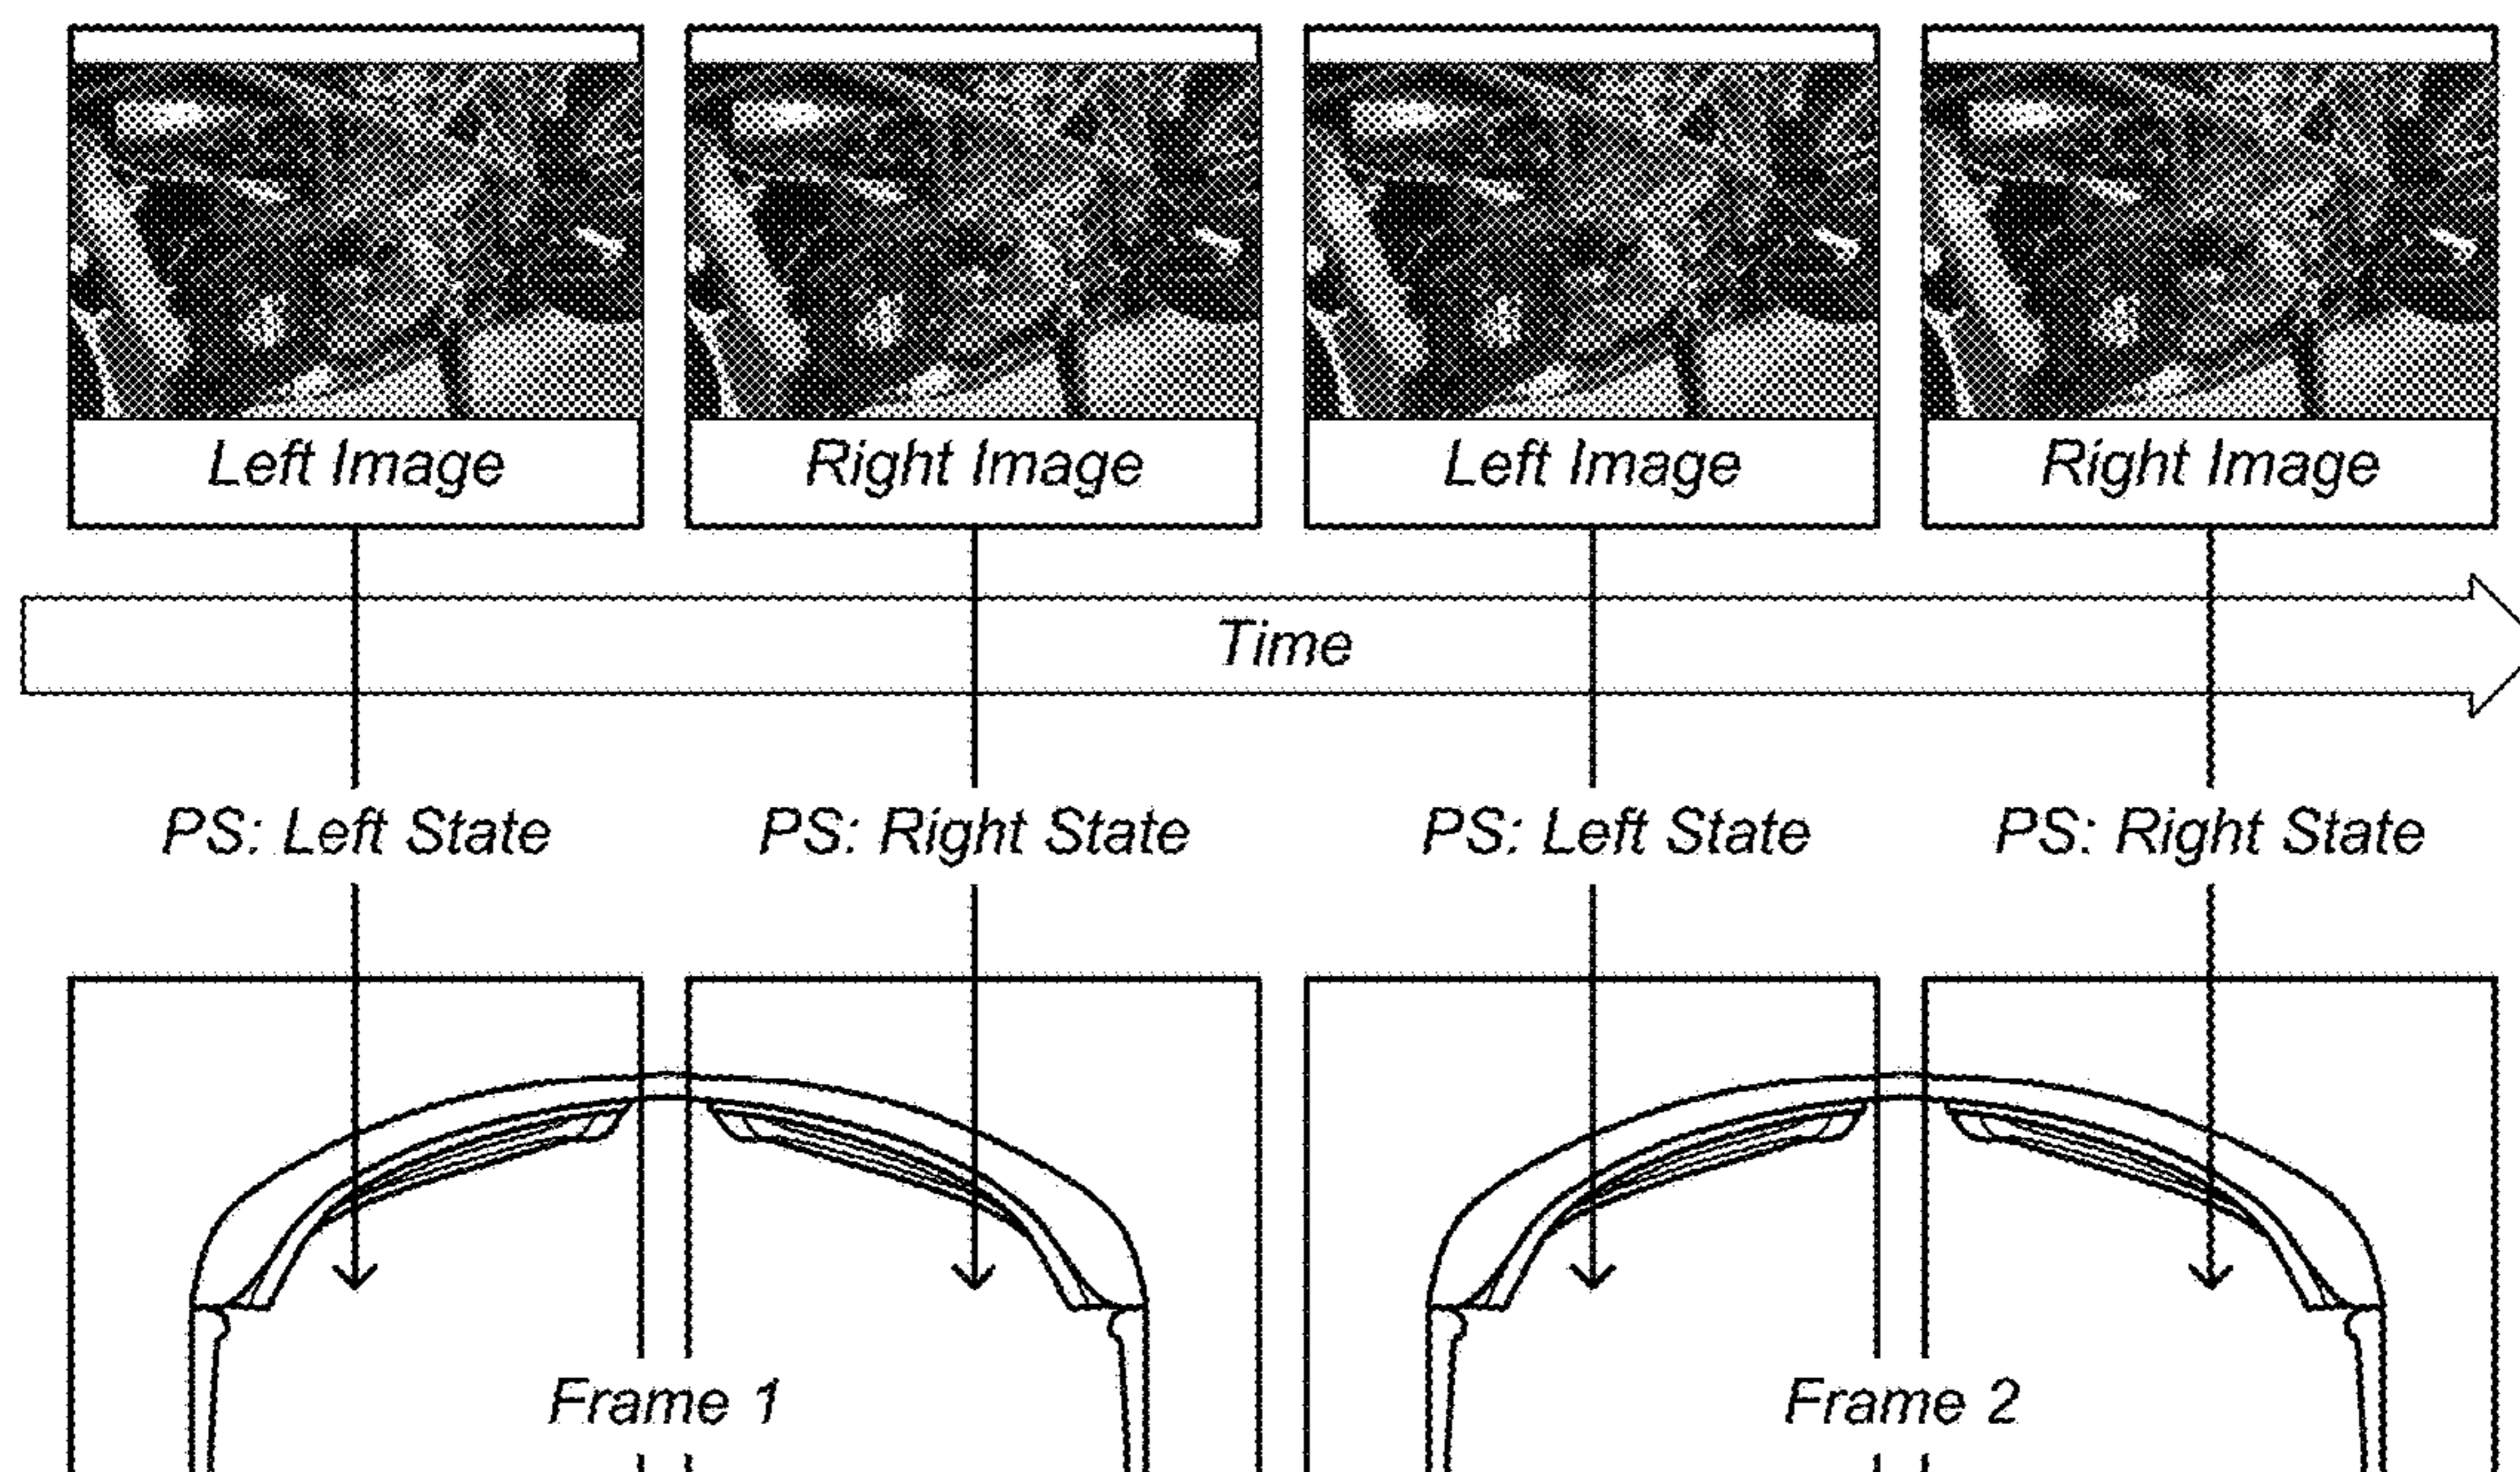 Left Image
Right Image
Left Image
Right Image
Time
PS: Left State
PS: Right State
PS: Left State
PS: Right State
Frame 1
Frame 2